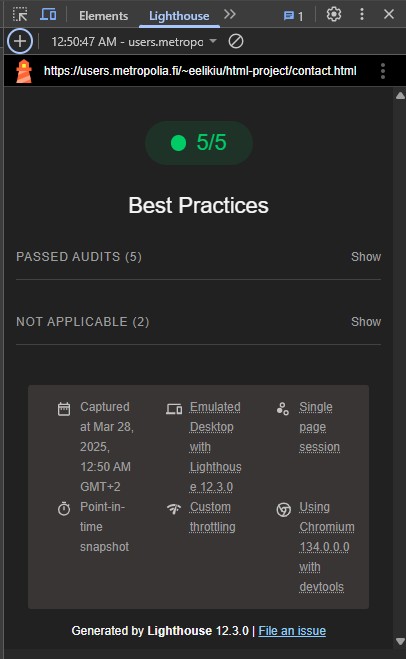 Elements Lighthouse 1
12:50:47 AM - users.metropo
https://users.metropolia.fi/~eelikiu/html-project/contact.html
5/5
Best Practices
PASSED AUDITS (5) Show
NOT APPLICABLE (2) Show
Captured
at Mar 28,
2025,
12:50 AM
GMT+2
Emulated
Desktop
with
Lighthous
e 12.3.0
Single
page
session
Point-in-
time
snapshot
Custom
throttling
Using
Chromium
134.0.0.0
with
devtools
Generated by Lighthouse 12.3.0 | File an issue